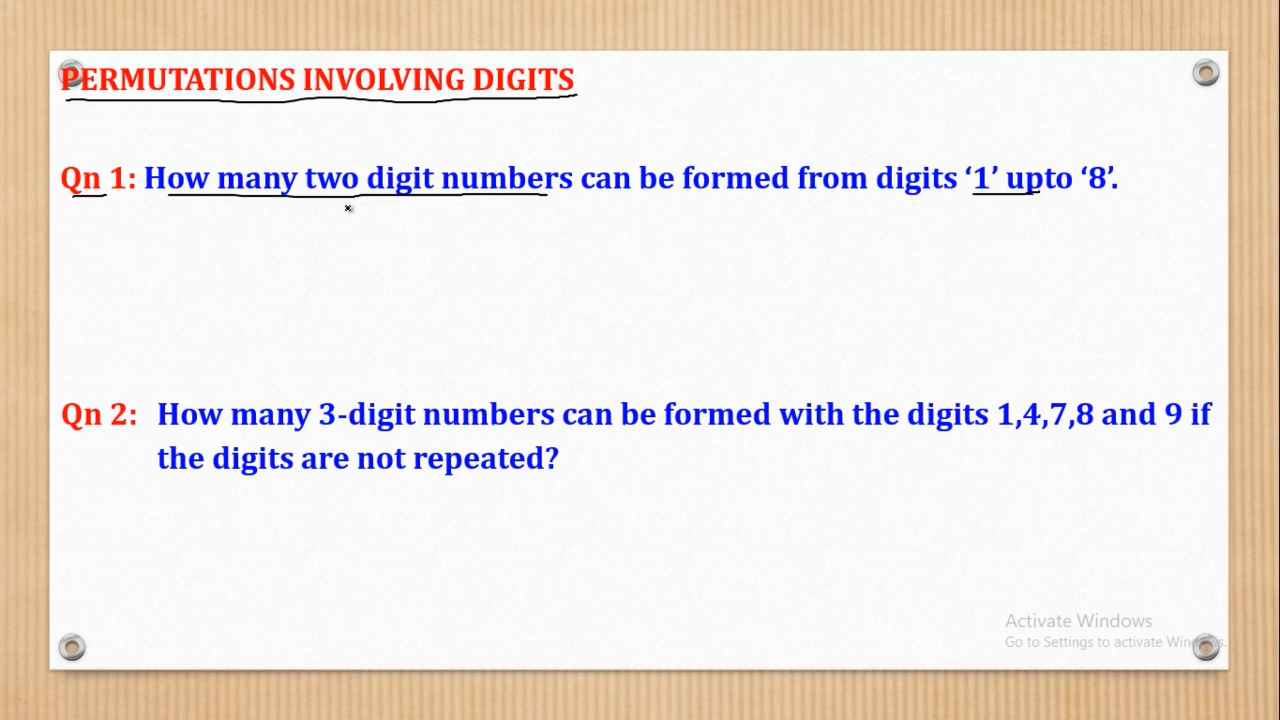 PERMUTATIONS INVOLVING DIGITS
Qn 1: How many two digit numbers can be formed from digits ‘1’ upto ‘8’.
Qn 2: How many 3-digit numbers can be formed with the digits 1,4,7,8 and 9 if
the digits are not repeated?
Activate Windows
Go to Settings to activate Windows.